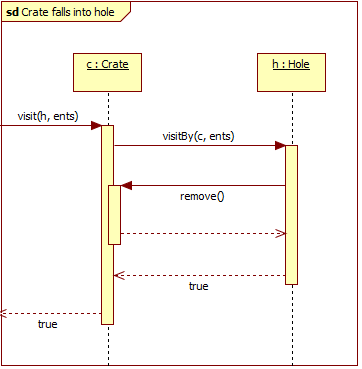 sd Crate falls into hole
c : Crate
h : Hole
visit(h, ents)
visitBy(c, ents)
remove()
true
true